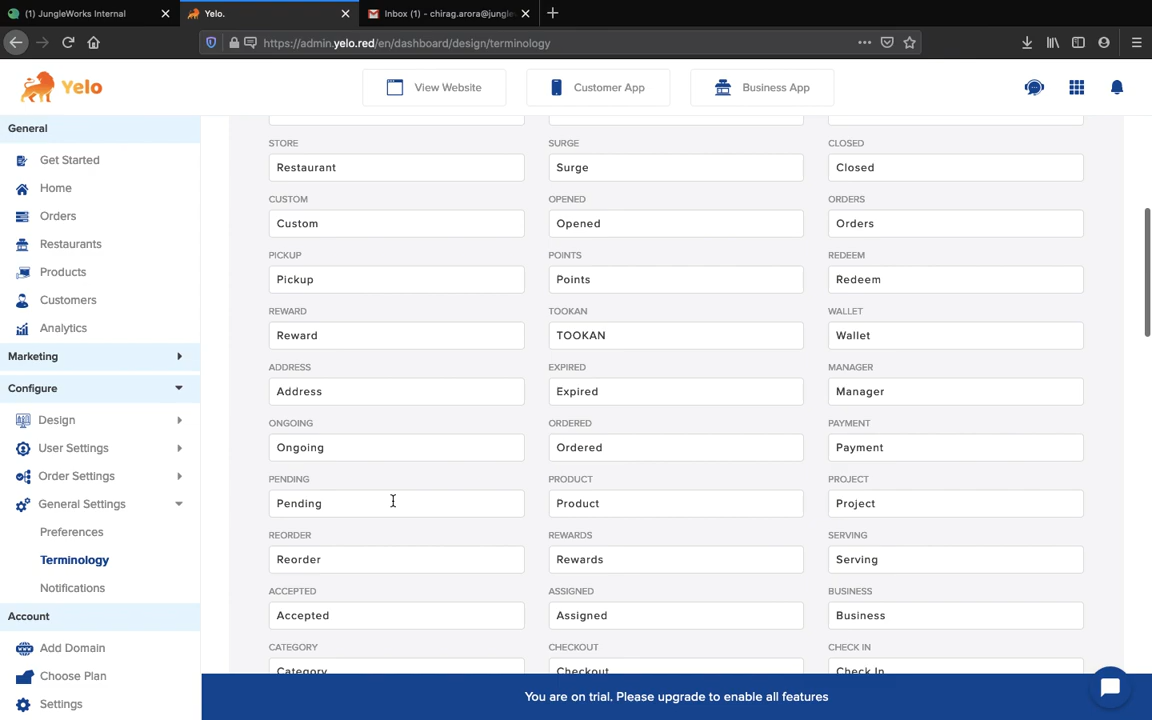 (1) JungleWorks Internal
Yelo.
Inbox (1) - chirag.arora@jungle
https://admin.yelo.red/en/dashboard/design/terminology
Yelo
View Website
Customer App
Business App
General
Get Started
Home
Orders
Restaurants
Products
Customers
Analytics
Marketing
Configure
Design
User Settings
Order Settings
General Settings
Preferences
Terminology
Notifications
Account
Add Domain
Choose Plan
Settings
STORE SURGE CLOSED
Restaurant Surge Closed
CUSTOM OPENED ORDERS
Custom Opened Orders
PICKUP POINTS REDEEM
Pickup Points Redeem
REWARD TOOKAN WALLET
Reward TOOKAN Wallet
ADDRESS EXPIRED MANAGER
Address Expired Manager
ONGOING ORDERED PAYMENT
Ongoing Ordered Payment
PENDING PRODUCT PROJECT
Pending Product Project
REORDER REWARDS SERVING
Reorder Rewards Serving
ACCEPTED ASSIGNED BUSINESS
Accepted Assigned Business
CATEGORY CHECKOUT CHECK IN
Category Checkout Check In
You are on trial. Please upgrade to enable all features